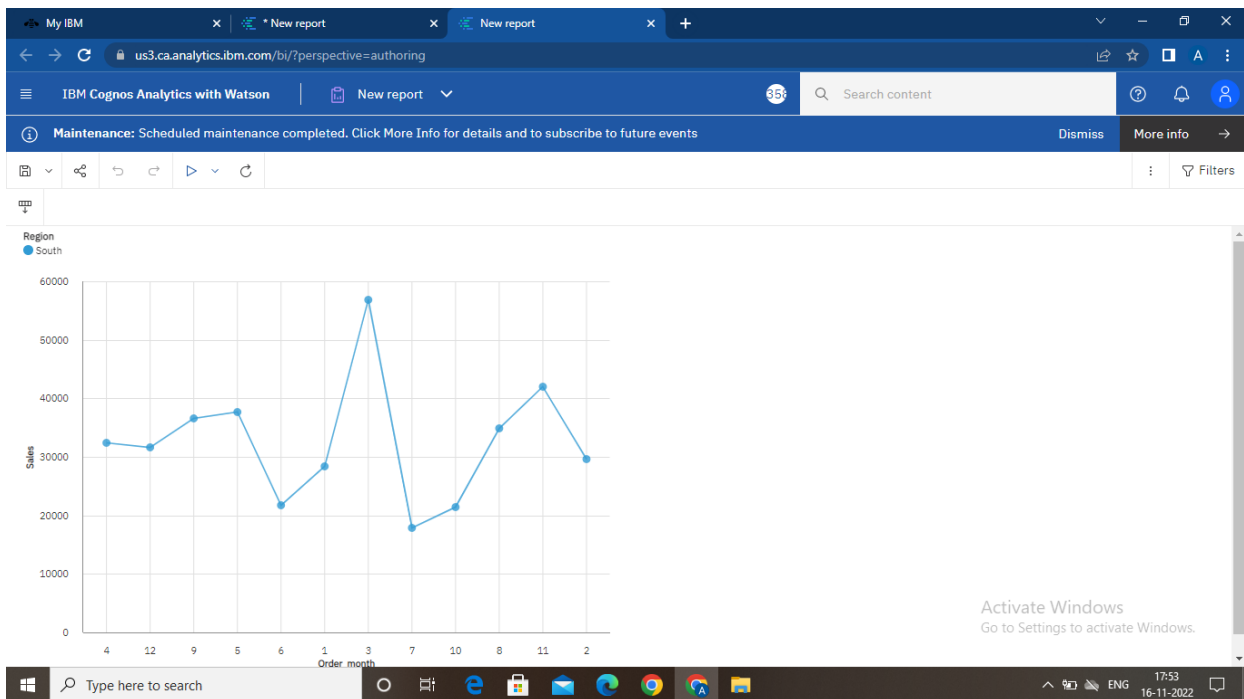 My IBM
* New report
New report
us3.ca.analytics.ibm.com/bi/?perspective=authoring
A
IBM Cognos Analytics with Watson
New report
Search content
Maintenance: Scheduled maintenance completed. Click More Info for details and to subscribe to future events
Dismiss
More info
Filters
Region
South
60000
50000
40000
30000
20000
10000
0
Sales
4 12 9 5 6 1 3 7 10 8 11 2
Order month
Activate Windows
Go to Settings to activate Windows.
Type here to search
ENG
17:53
16-11-2022